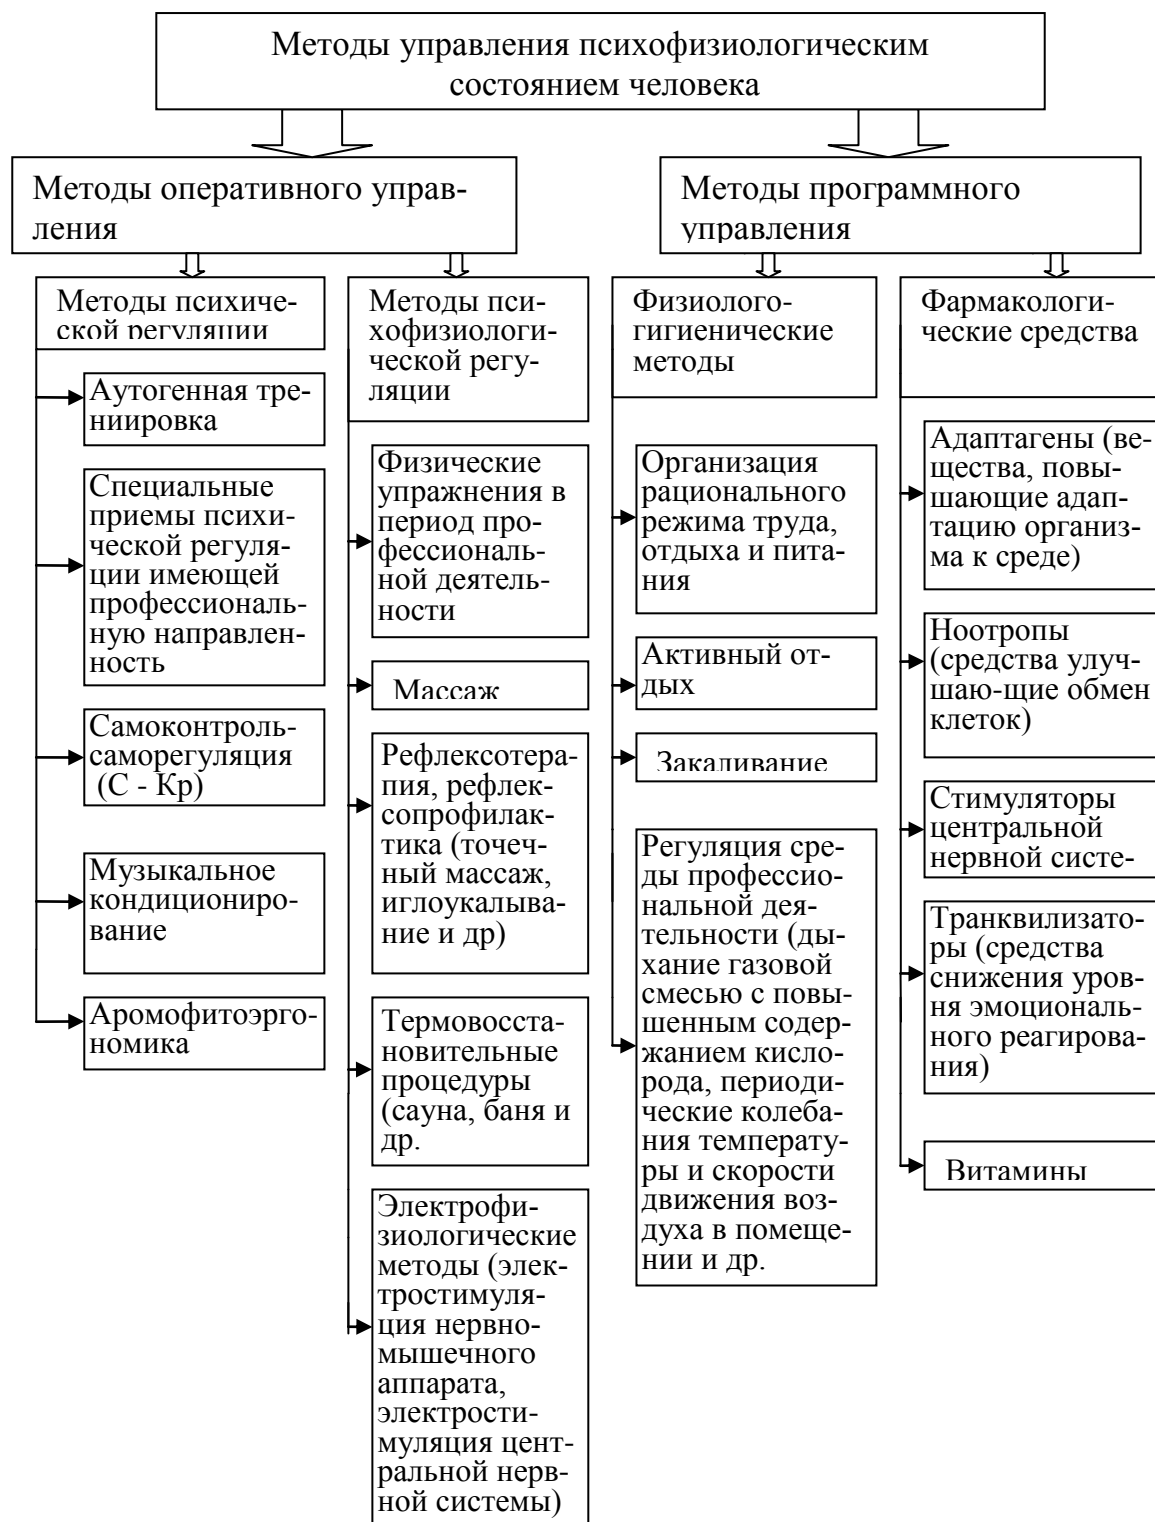 Методы управления психофизиологическим
состоянием человека
Методы оперативного управ-
ления
Методы программного
управления
Методы психиче-
ской регуляции
Аутогенная тре-
ниировка
Специальные
приемы психи-
ческой регуля-
ции имеющей
профессиональ-
ную направлен-
ность
Самоконтроль-
саморегуляция
(С - Кр)
Музыкальное
кондициониро-
вание
Аромофитоэрго-
номика
Методы пси-
хофизиологи-
ческой регу-
ляции
Физические
упражнения в
период про-
фессиональ-
ной деятель-
ности
Массаж
Рефлексотера-
пия, рефлек-
сопрофилак-
тика (точеч-
ный массаж,
иглоукалыва-
ние и др)
Термовосста-
новительные
процедуры
(сауна, баня и
др.
Электрофи-
зиологические
методы (элек-
тростимуля-
ция нервно-
мышечного
аппарата,
электрости-
муляция цент-
ральной нерв-
ной системы)
Физиолого-
гигиенические
методы
Организация
рационального
режима труда,
отдыха и пита-
ния
Активный от-
дых
Закаливание
Регуляция сре-
ды профессио-
нальной дея-
тельности (ды-
хание газовой
смесью с повы-
шенным содер-
жанием кисло-
рода, периоди-
ческие колеба-
ния температу-
ры и скорости
движения воз-
духа в помеще-
нии и др.
Фармакологи-
ческие средства
Адаптагены (ве-
щества, повы-
шающие адап-
тацию организ-
ма к среде)
Ноотропы
(средства улуч-
шаю-щие обмен
клеток)
Стимуляторы
центральной
нервной систе-
Транквилизато-
ры (средства
снижения уров-
ня эмоциональ-
ного реагирова-
ния)
Витамины